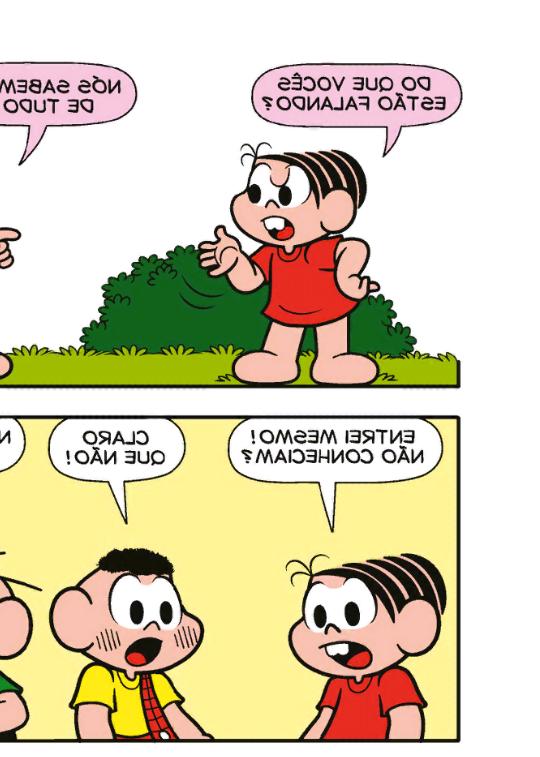 DO QUE VOCÊS
ESTÃO FALANDO?
NÓS SABEM
DE TUDO
ENTREI MESMO!
NÃO CONHECIAM?
CLARO
QUE NÃO!
N